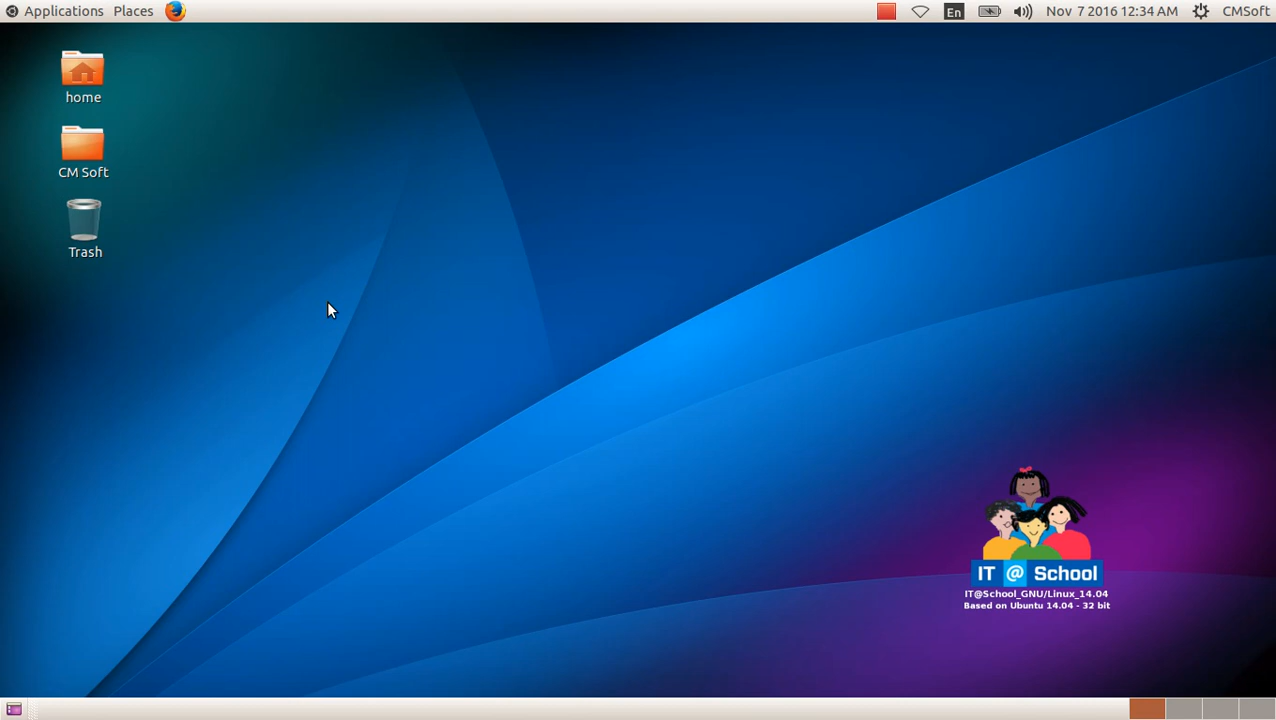 Applications Places En Nov 7 2016 12:34 AM CMSoft
home
CM Soft
Trash
IT @ School
IT@School_GNU/Linux_14.04
Based on Ubuntu 14.04 - 32 bit